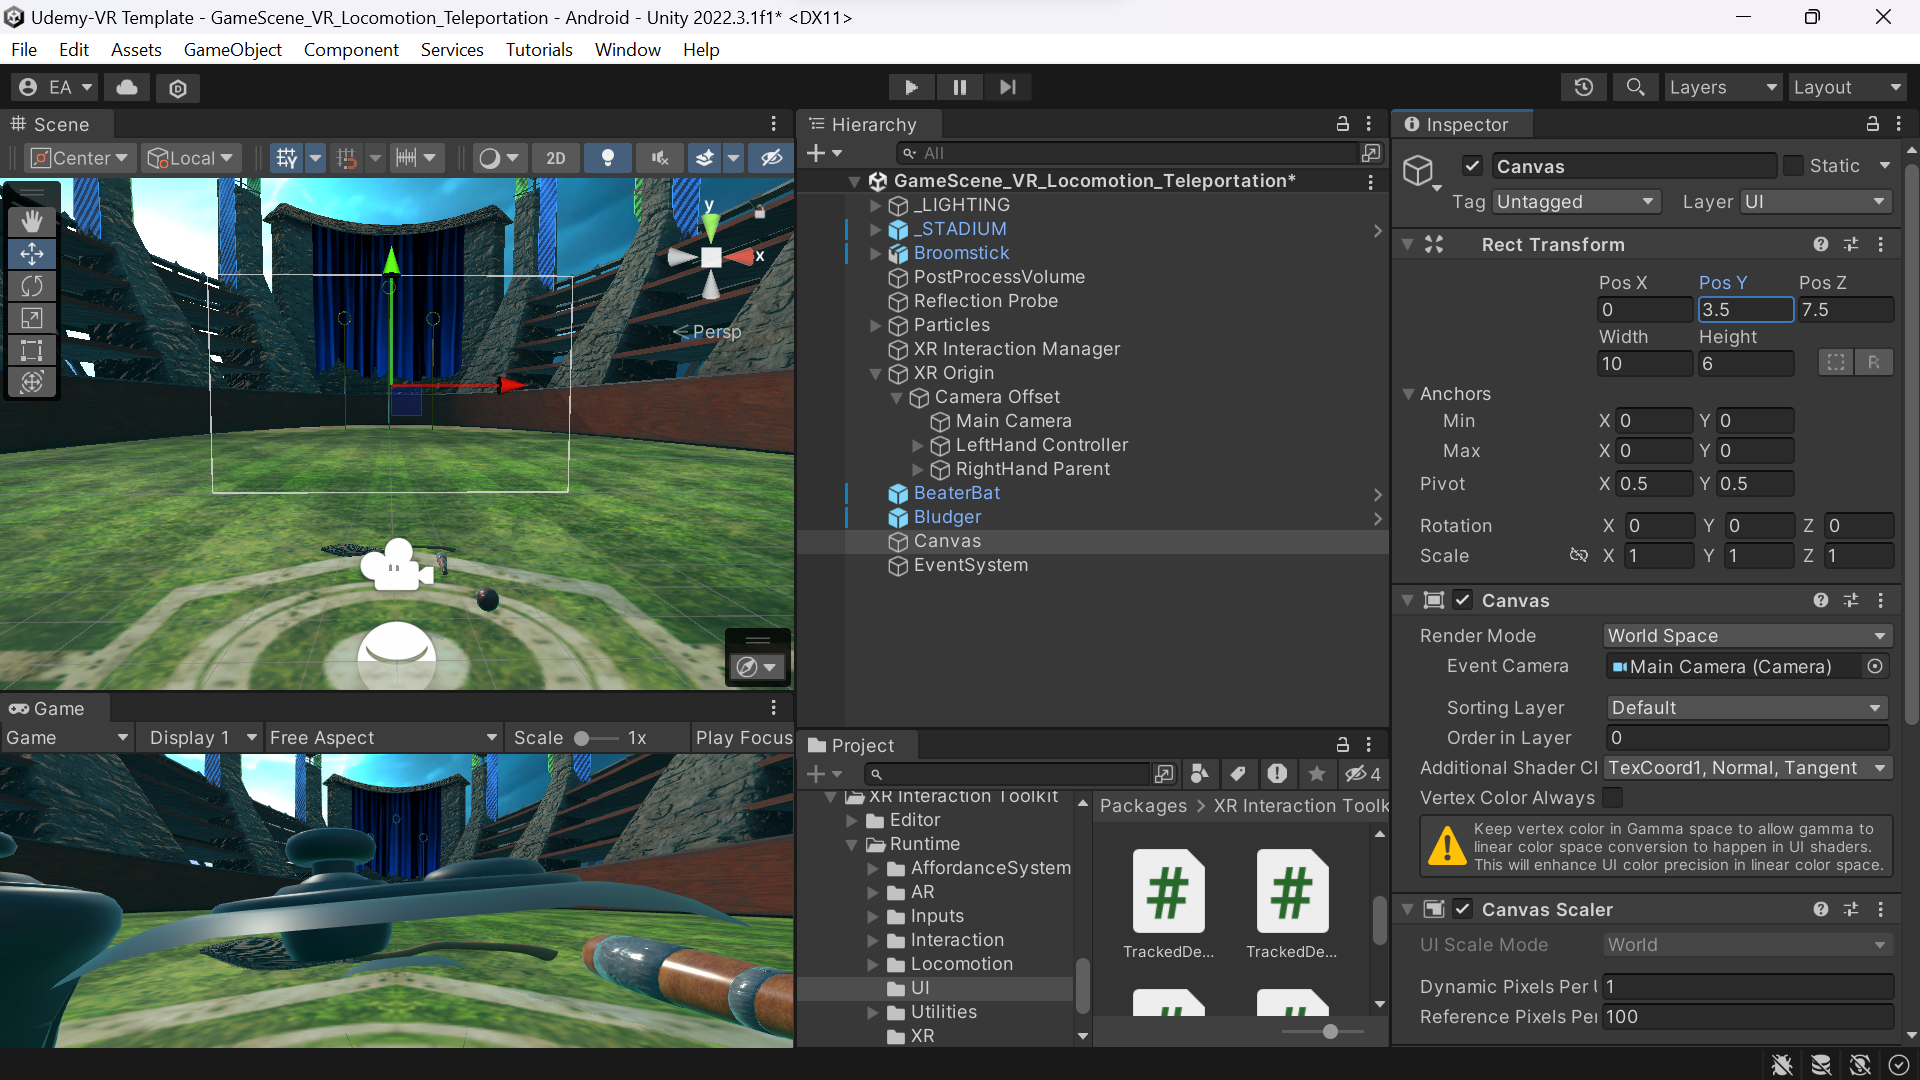 Udemy-VR Template - GameScene_VR_Locomotion_Teleportation - Android - Unity 2022.3.1f1* <DX11>
File Edit Assets GameObject Component Services Tutorials Window Help
EA Layers Layout
Scene
Center Local 2D
y
x
Persp
Game
Game Display 1 Free Aspect Scale 1x Play Focus
Hierarchy
All
GameScene_VR_Locomotion_Teleportation*
_LIGHTING
_STADIUM
Broomstick
PostProcessVolume
Reflection Probe
Particles
XR Interaction Manager
XR Origin
Camera Offset
Main Camera
LeftHand Controller
RightHand Parent
BeaterBat
Bludger
Canvas
EventSystem
Project
4
XR Interaction Toolkit
Editor
Runtime
AffordanceSystem
AR
Inputs
Interaction
Locomotion
UI
Utilities
XR
Packages > XR Interaction Toolk
TrackedDe... TrackedDe...
Inspector
Canvas Static
Tag Untagged Layer UI
Rect Transform
Pos X Pos Y Pos Z
0 3.5 7.5
Width Height
10 6 R
Anchors
Min X 0 Y 0
Max X 0 Y 0
Pivot X 0.5 Y 0.5
Rotation X 0 Y 0 Z 0
Scale X 1 Y 1 Z 1
Canvas
Render Mode World Space
Event Camera Main Camera (Camera)
Sorting Layer Default
Order in Layer 0
Additional Shader Cl TexCoord1, Normal, Tangent
Vertex Color Always
Keep vertex color in Gamma space to allow gamma to
linear color space conversion to happen in UI shaders.
This will enhance UI color precision in linear color space.
Canvas Scaler
UI Scale Mode World
Dynamic Pixels Per 1
Reference Pixels Per 100